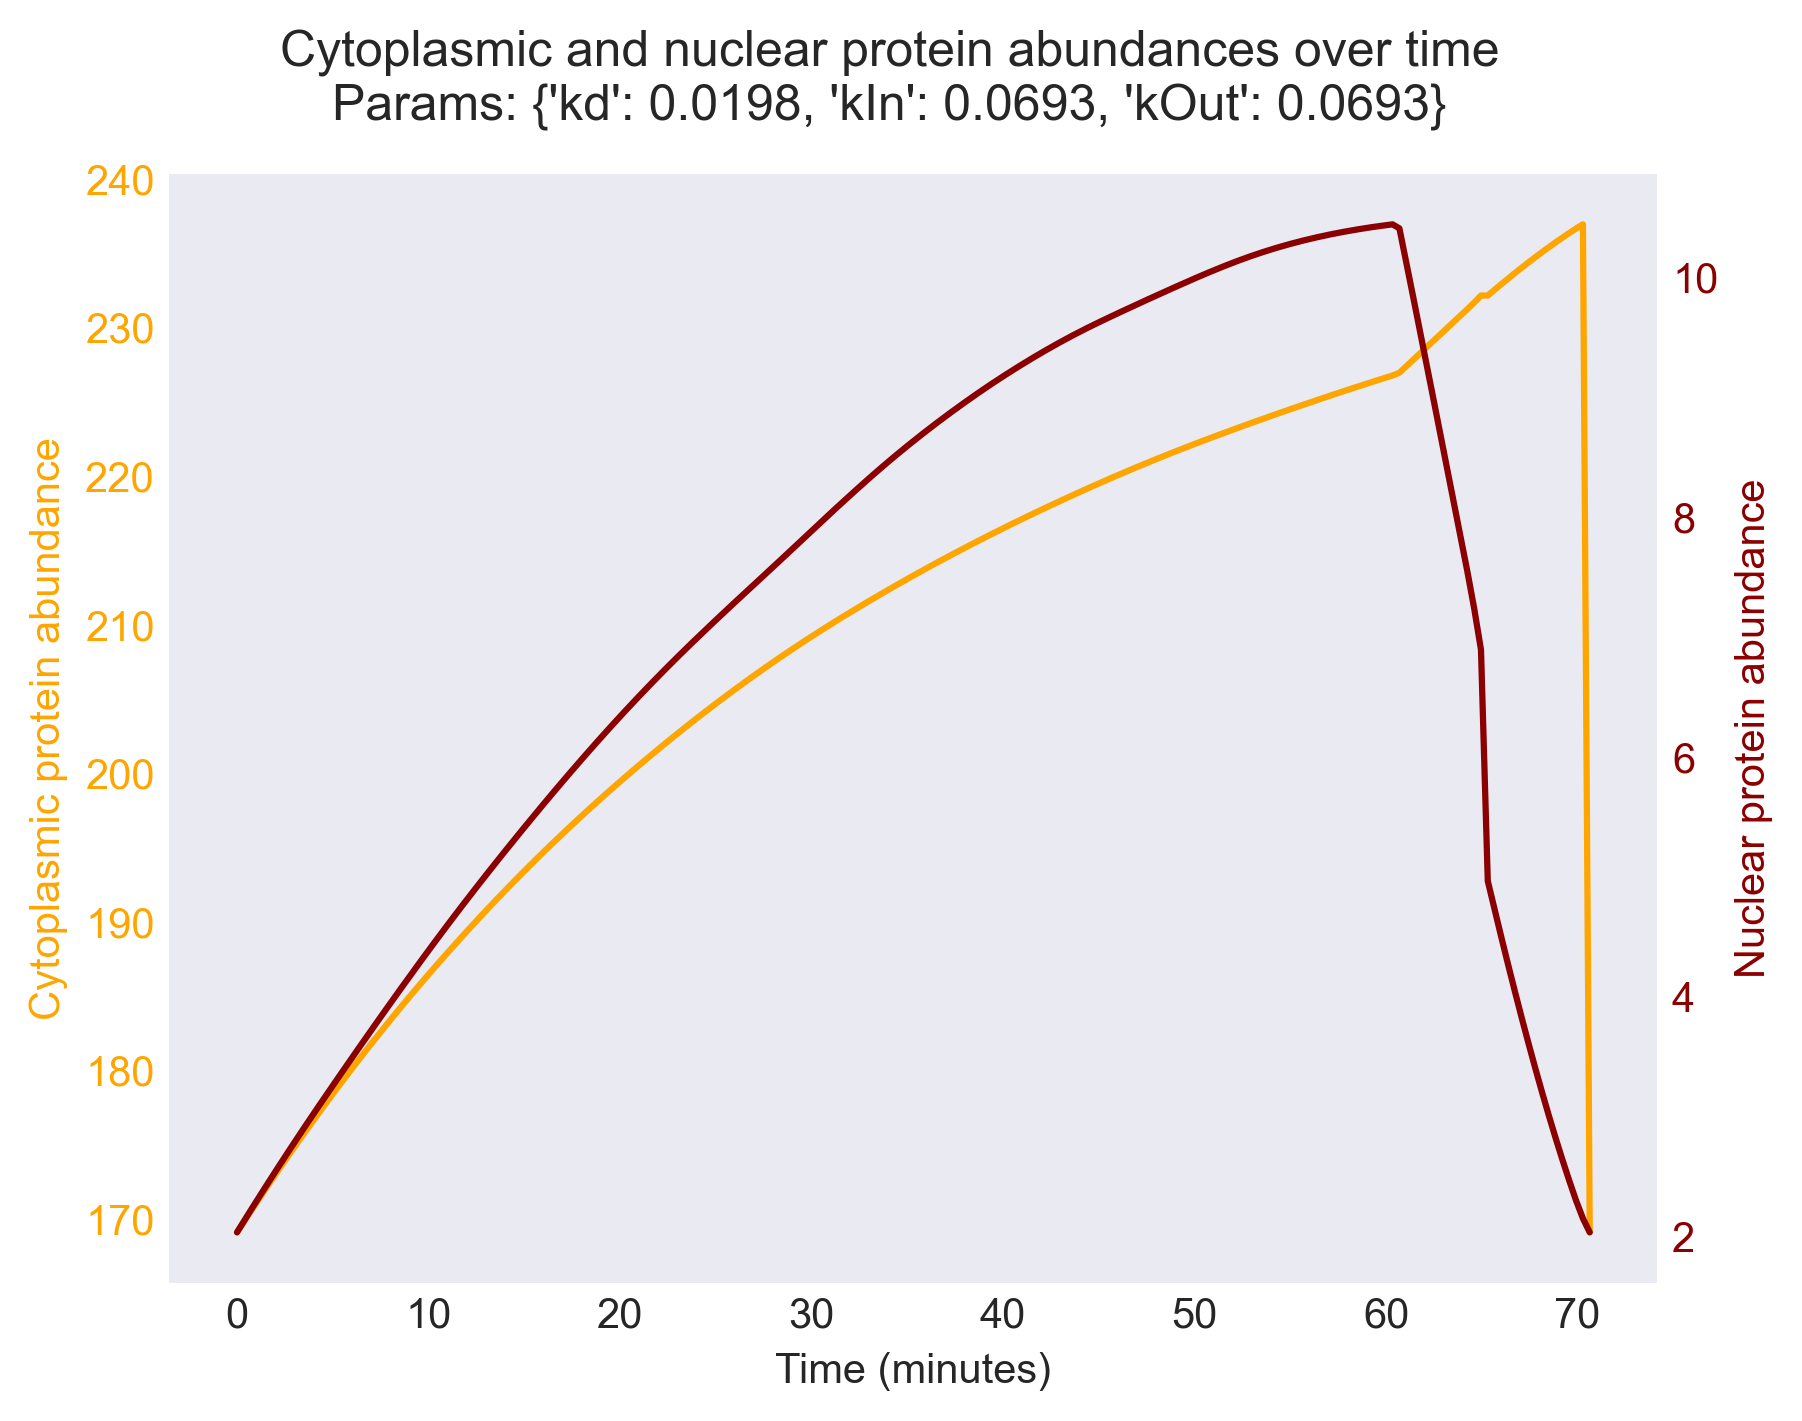 Cytoplasmic and nuclear protein abundances over time
Params: {'kd': 0.0198, 'kIn': 0.0693, 'kOut': 0.0693}
240
230
220
210
200
190
180
170
Cytoplasmic protein abundance
10
8
6
4
2
Nuclear protein abundance
0 10 20 30 40 50 60 70
Time (minutes)